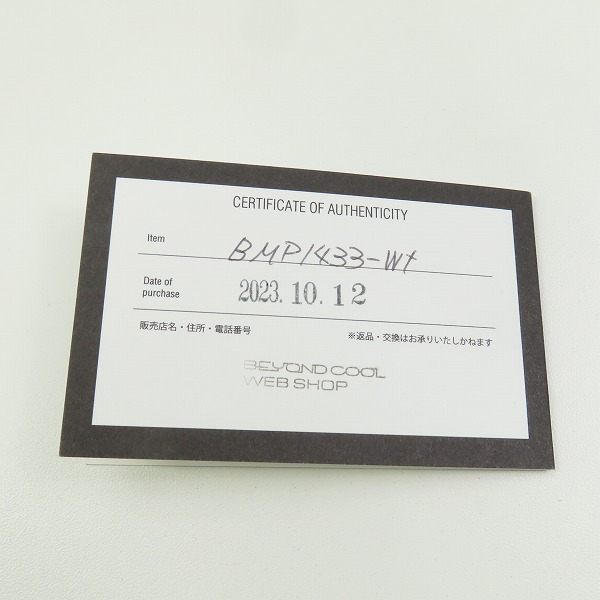 CERTIFICATE OF AUTHENTICITY
Item BMP1433-Wt
Date of purchase 2023.10.12
販売店名・住所・電話番号 ※返品・交換はお承りいたしかねます
BEYOND COOL
WEB SHOP